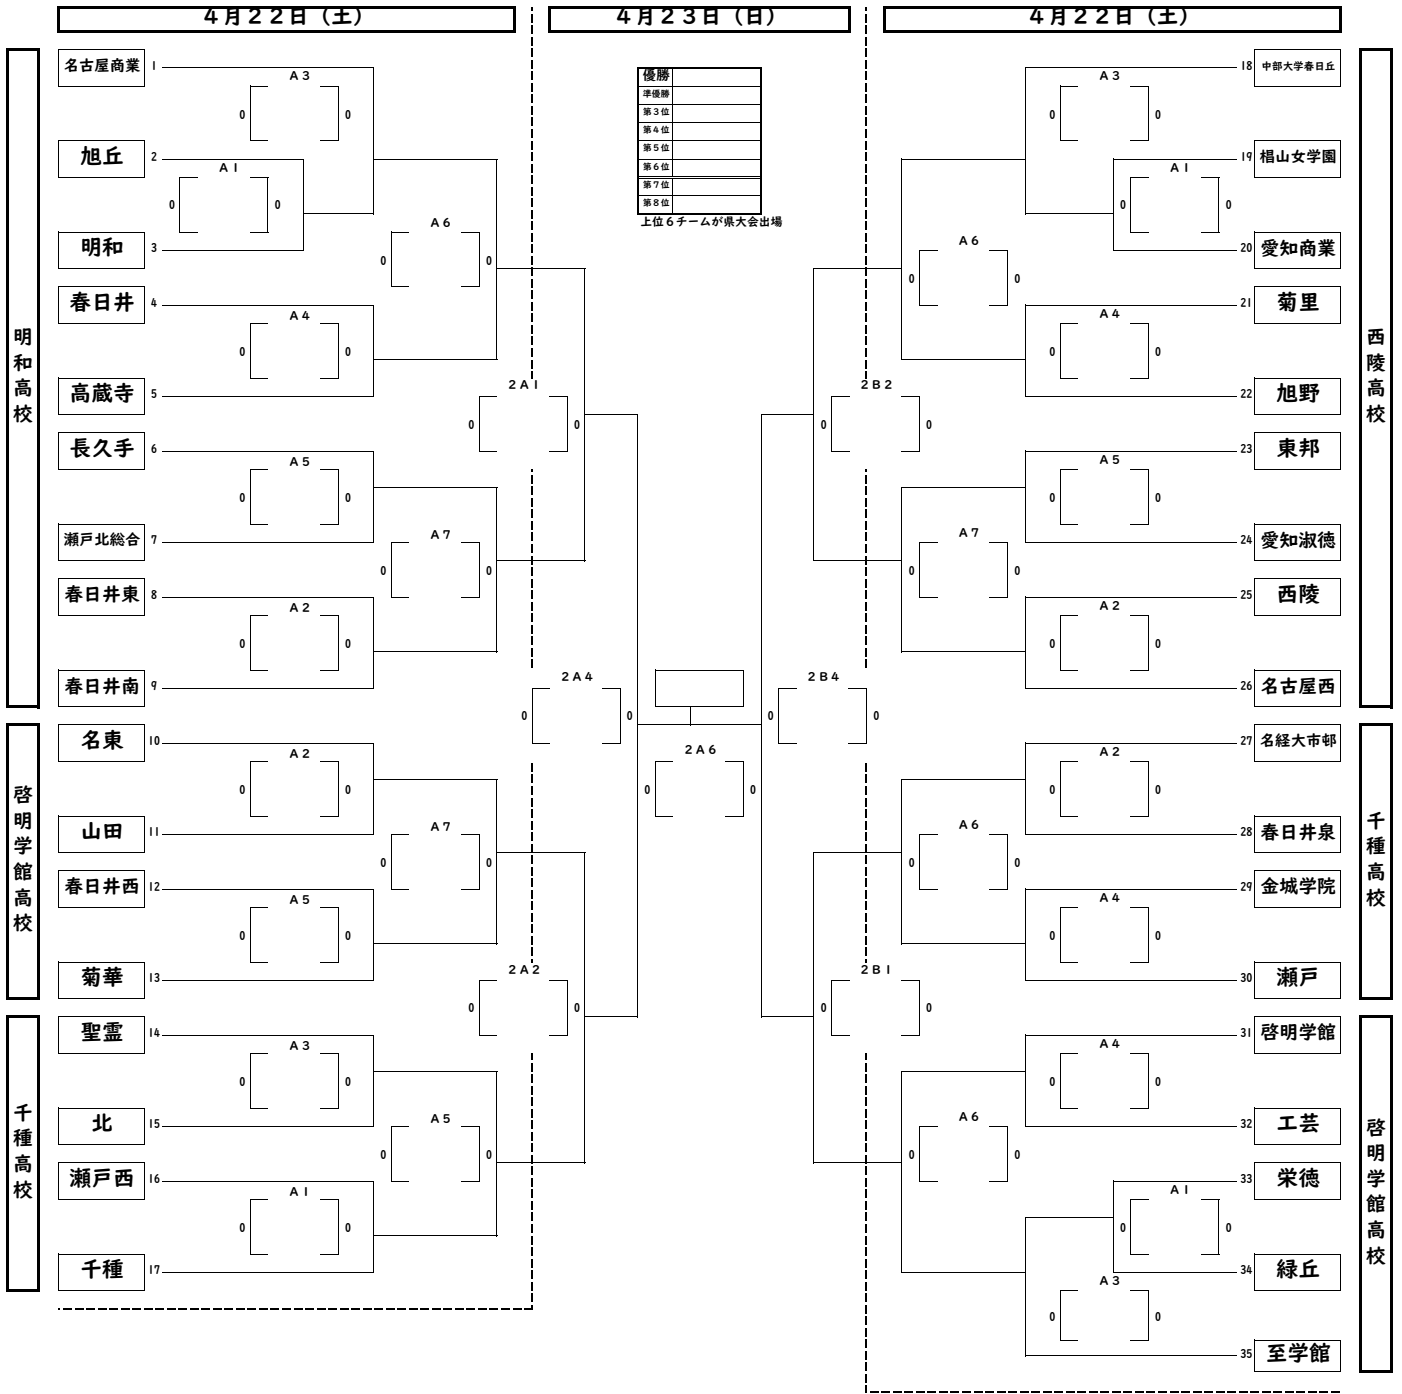 ４月２２日（土）
４月２３日（日）
４月２２日（土）
優勝
準優勝
第３位
第４位
第５位
第６位
第７位
第８位
上位６チームが県大会出場
明和高校
名古屋商業 1
A3
0 0
旭丘 2
A1
0 0
明和 3
A6
0 0
春日井 4
A4
0 0
高蔵寺 5
2A1
0 0
長久手 6
A5
0 0
瀬戸北総合 7
A7
0 0
春日井東 8
A2
0 0
春日井南 9
2A4
0 0
啓明学館高校
名東 10
A2
0 0
山田 11
A7
0 0
春日井西 12
A5
0 0
菊華 13
2A2
0 0
千種高校
聖霊 14
A3
0 0
北 15
A5
0 0
瀬戸西 16
A1
0 0
千種 17
2A6
0 0
西陵高校
18 中部大学春日丘
A3
0 0
19 椙山女学園
A1
0 0
20 愛知商業
A6
0 0
21 菊里
A4
0 0
22 旭野
2B2
0 0
23 東邦
A5
0 0
24 愛知淑徳
A7
0 0
25 西陵
A2
0 0
26 名古屋西
2B4
0 0
千種高校
27 名経大市邨
A2
0 0
28 春日井泉
A6
0 0
29 金城学院
A4
0 0
30 瀬戸
2B1
0 0
啓明学館高校
31 啓明学館
A4
0 0
32 工芸
A6
0 0
33 栄徳
A1
0 0
34 緑丘
A3
0 0
35 至学館